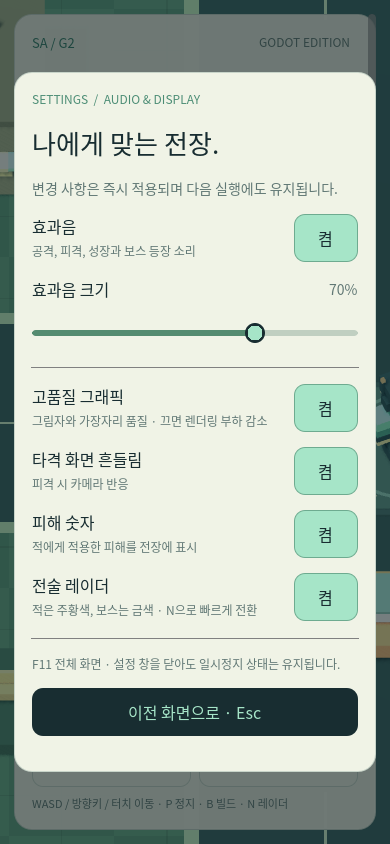 SA / G2
GODOT EDITION
SETTINGS / AUDIO & DISPLAY
나에게 맞는 전장.
변경 사항은 즉시 적용되며 다음 실행에도 유지됩니다.
효과음
공격, 피격, 성장과 보스 등장 소리
켬
효과음 크기
70%
고품질 그래픽
그림자와 가장자리 품질 · 끄면 렌더링 부하 감소
켬
타격 화면 흔들림
피격 시 카메라 반응
켬
피해 숫자
적에게 적용한 피해를 전장에 표시
켬
전술 레이더
적은 주황색, 보스는 금색 · N으로 빠르게 전환
켬
F11 전체 화면 · 설정 창을 닫아도 일시정지 상태는 유지됩니다.
이전 화면으로 · Esc
WASD / 방향키 / 터치 이동 · P 정지 · B 빌드 · N 레이더